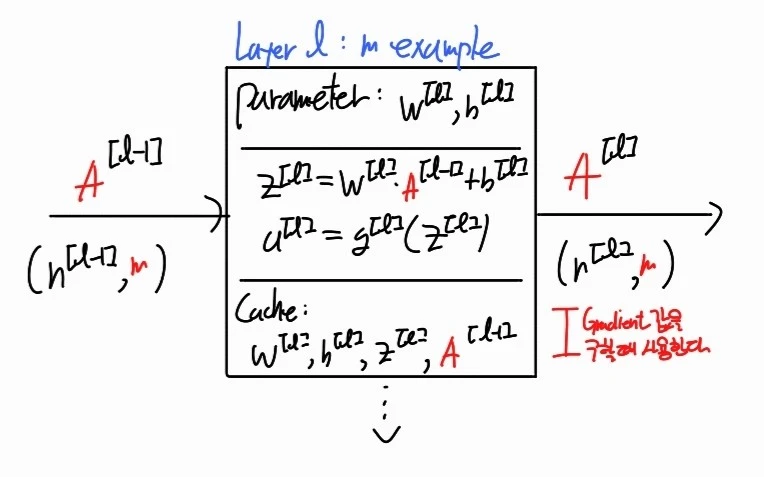 Layer l : m example
parameter : W^[l], b^[l]
A^[l-1]
(n^[l-1], m)
z^[l] = W^[l] · A^[l-1] + b^[l]
a^[l] = g^[l](z^[l])
Cache :
W^[l], b^[l], z^[l], A^[l-1]
A^[l]
(n^[l], m)
Gradient 값을
구할 때 사용한다.